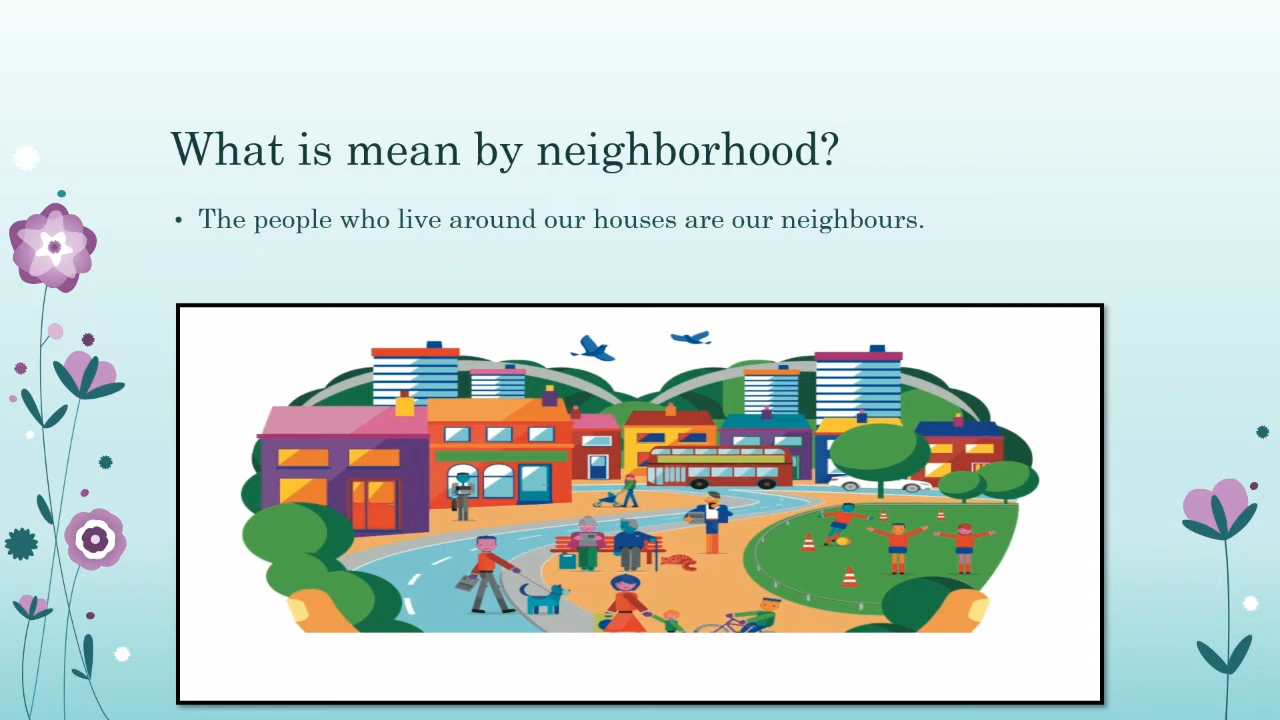 What is mean by neighborhood?
• The people who live around our houses are our neighbours.